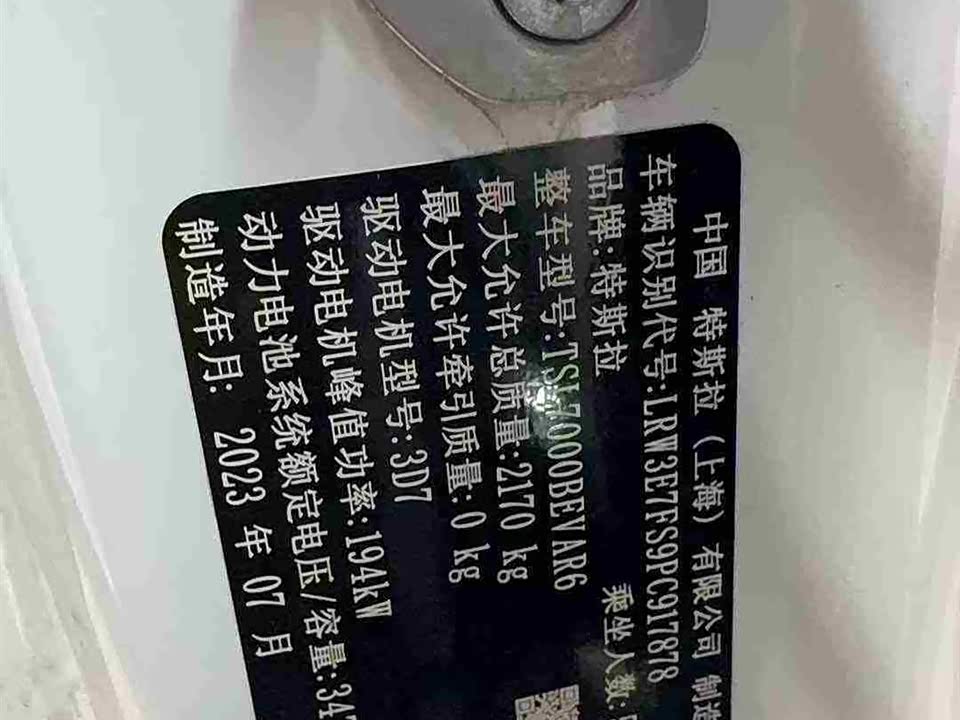 中国 特斯拉（上海）有限公司 制造
车辆识别代号:LRW3E7FS9PC917878
品牌:特斯拉 乘坐人数:
整车型号:TSL7000BEVAR6
最大允许总质量:2170 kg
最大允许牵引质量: 0 kg
驱动电机型号:3D7
驱动电机峰值功率:194kW
动力电池系统额定电压/容量:347
制造年月: 2023 年 07 月